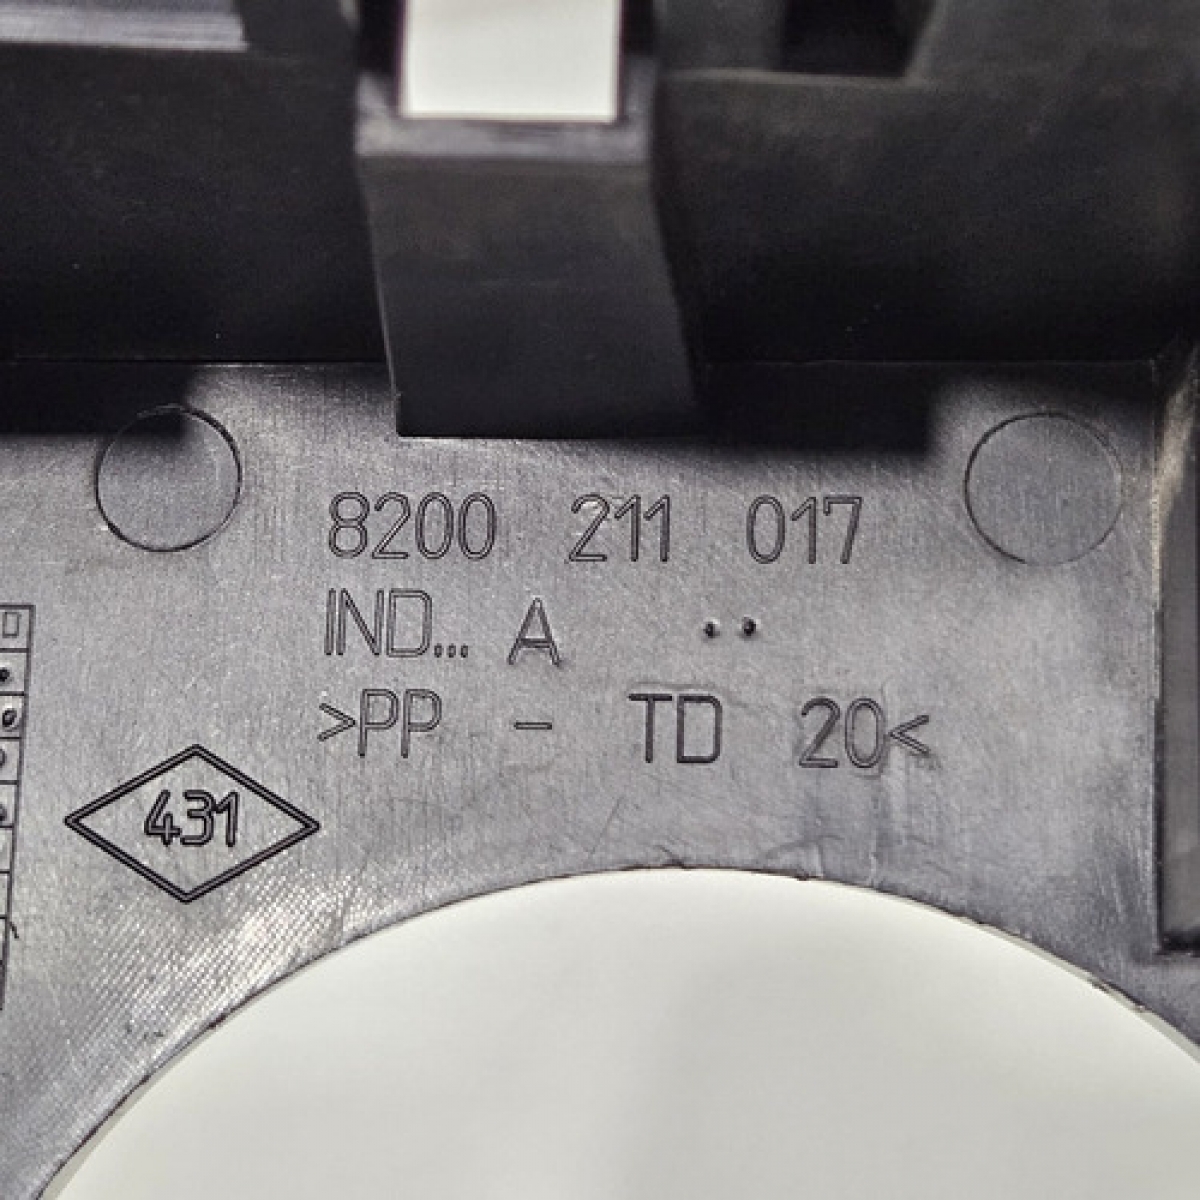 8200 211 017
IND... A
>PP - TD 20<
431